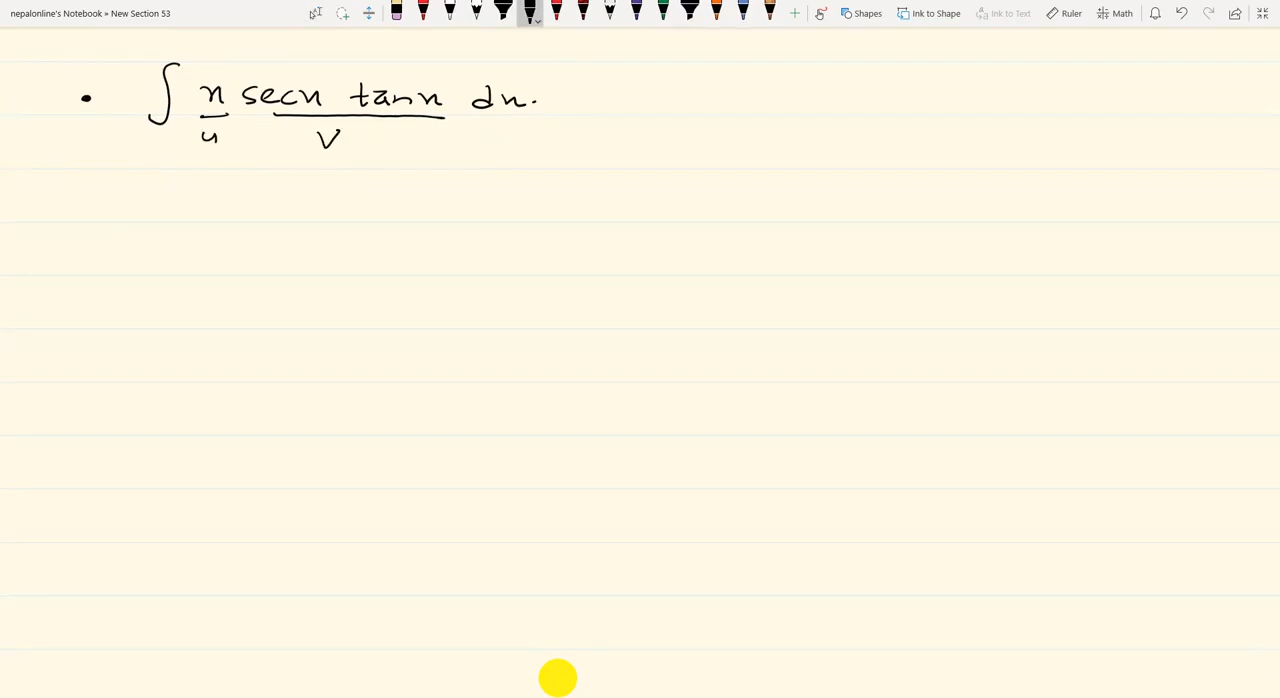 nepalonline's Notebook » New Section 53
Shapes Ink to Shape Ink to Text Ruler Math
• ∫ x secx tanx dx.
u v